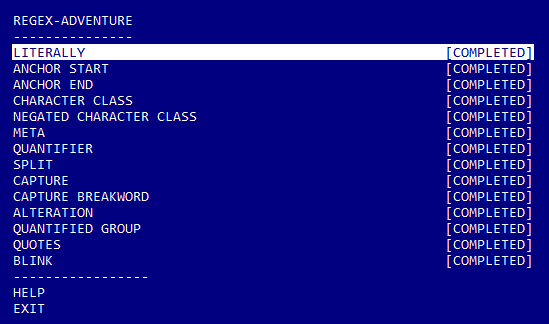 REGEX-ADVENTURE
---------------
LITERALLY [COMPLETED]
ANCHOR START [COMPLETED]
ANCHOR END [COMPLETED]
CHARACTER CLASS [COMPLETED]
NEGATED CHARACTER CLASS [COMPLETED]
META [COMPLETED]
QUANTIFIER [COMPLETED]
SPLIT [COMPLETED]
CAPTURE [COMPLETED]
CAPTURE BREAKWORD [COMPLETED]
ALTERATION [COMPLETED]
QUANTIFIED GROUP [COMPLETED]
QUOTES [COMPLETED]
BLINK [COMPLETED]
-----------------
HELP
EXIT